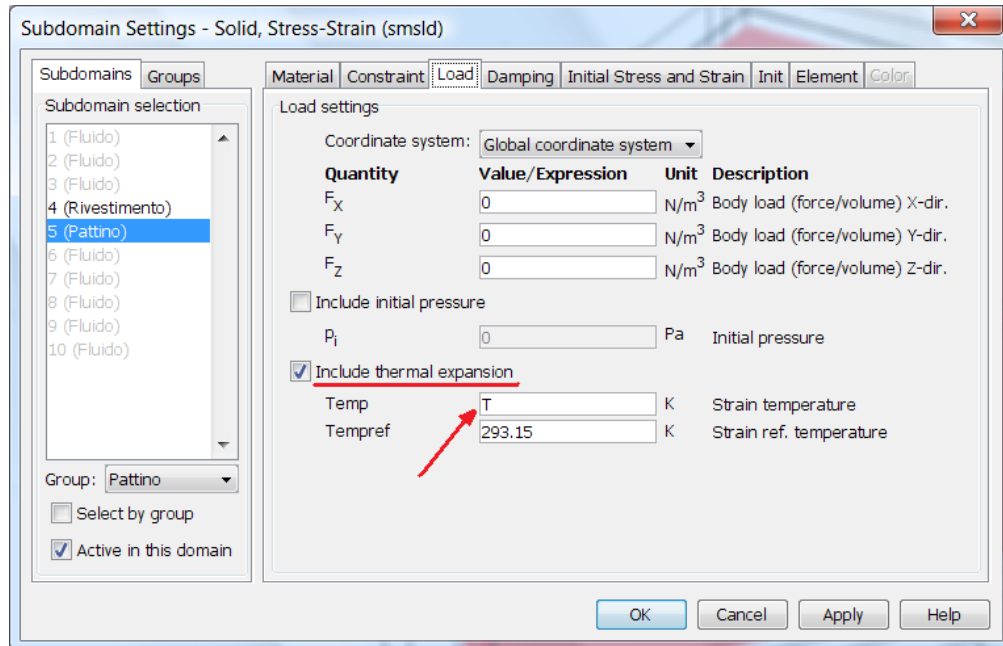 Subdomain Settings - Solid, Stress-Strain (smsld)
Subdomains Groups
Subdomain selection
1 (Fluido)
2 (Fluido)
3 (Fluido)
4 (Rivestimento)
5 (Pattino)
6 (Fluido)
7 (Fluido)
8 (Fluido)
9 (Fluido)
10 (Fluido)
Group: Pattino
Select by group
Active in this domain
Material Constraint Load Damping Initial Stress and Strain Init Element Color
Load settings
Coordinate system: Global coordinate system
Quantity Value/Expression Unit Description
FX 0 N/m³ Body load (force/volume) X-dir.
FY 0 N/m³ Body load (force/volume) Y-dir.
FZ 0 N/m³ Body load (force/volume) Z-dir.
Include initial pressure
pi 0 Pa Initial pressure
Include thermal expansion
Temp T K Strain temperature
Tempref 293.15 K Strain ref. temperature
OK Cancel Apply Help